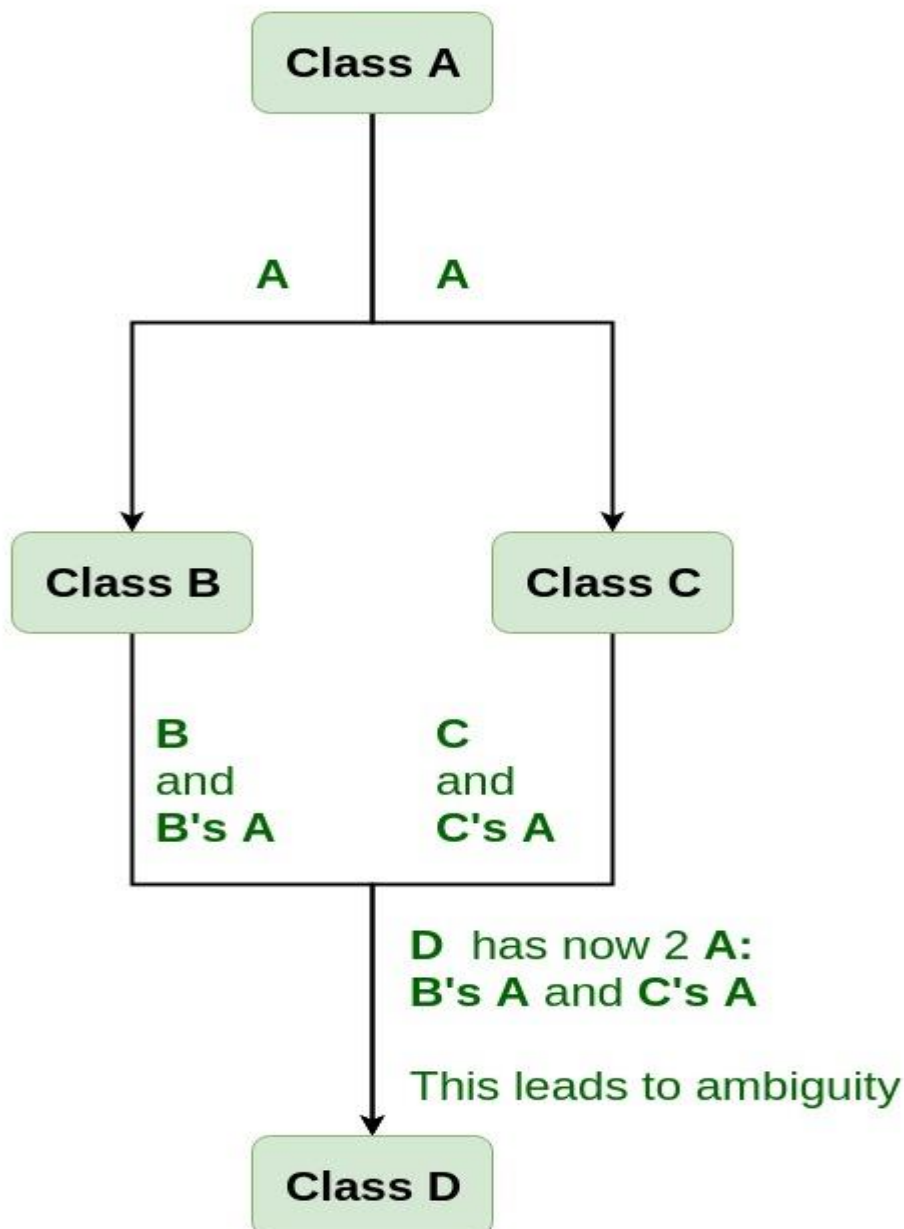 Class A
A
A
Class B
Class C
B
and
B's A
C
and
C's A
D has now 2 A:
B's A and C's A
This leads to ambiguity
Class D